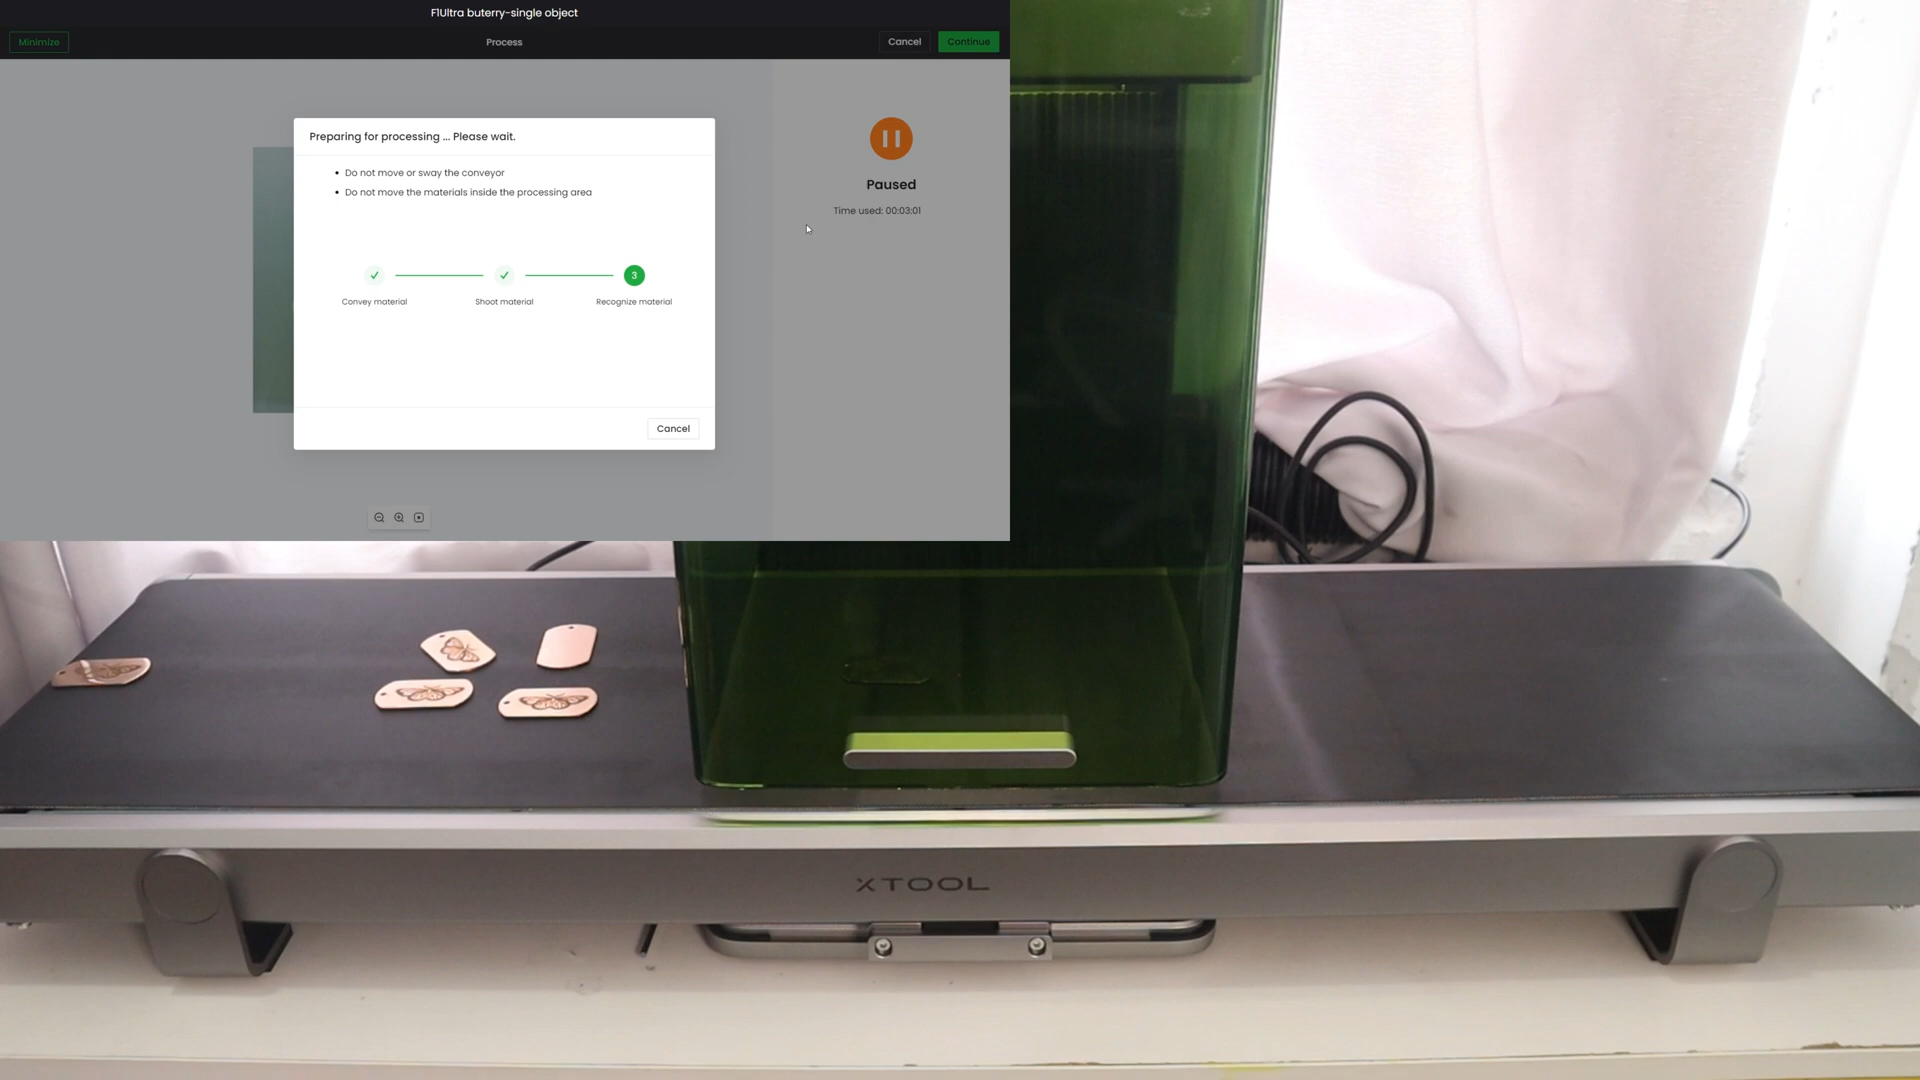 F1Ultra buterry-single object
Minimize
Process
Cancel
Continue
Preparing for processing ... Please wait.
Do not move or sway the conveyor
Do not move the materials inside the processing area
3
Convey material
Shoot material
Recognize material
Cancel
Paused
Time used: 00:03:01
XTOOL